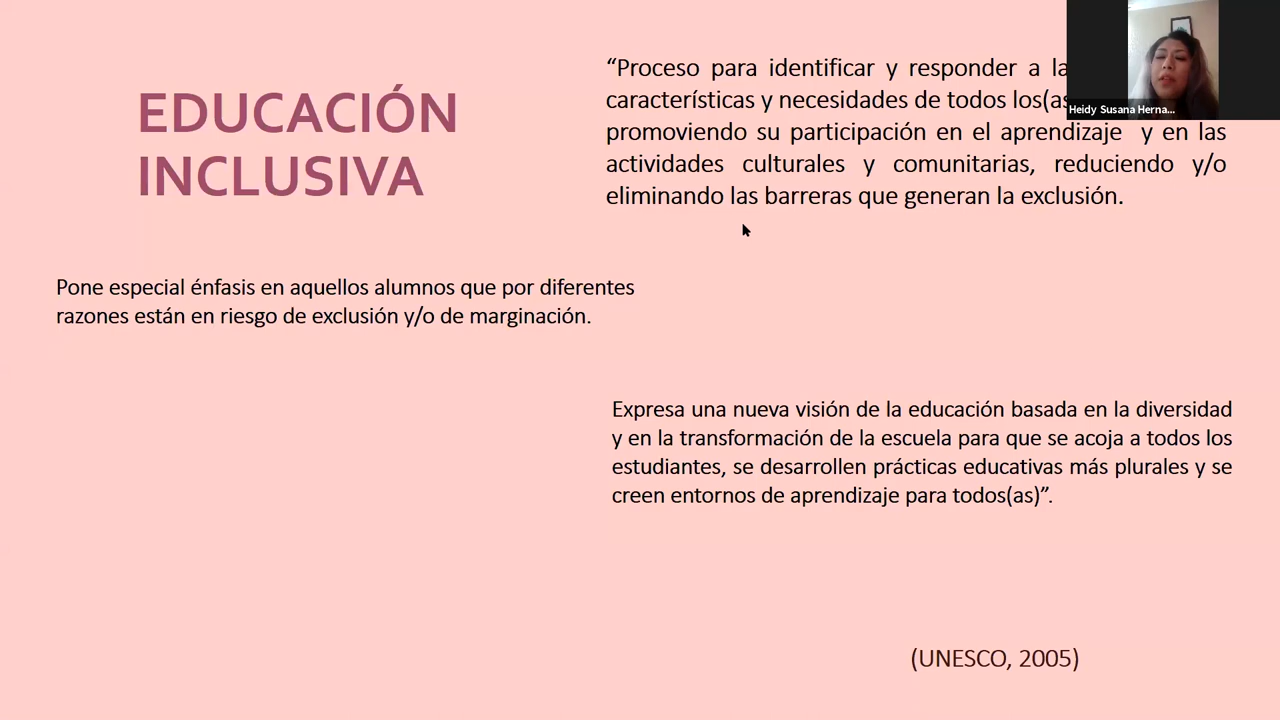 EDUCACIÓN
INCLUSIVA
“Proceso para identificar y responder a la
características y necesidades de todos los(as
promoviendo su participación en el aprendizaje y en las
actividades culturales y comunitarias, reduciendo y/o
eliminando las barreras que generan la exclusión.
Heidy Susana Herna...
Pone especial énfasis en aquellos alumnos que por diferentes
razones están en riesgo de exclusión y/o de marginación.
Expresa una nueva visión de la educación basada en la diversidad
y en la transformación de la escuela para que se acoja a todos los
estudiantes, se desarrollen prácticas educativas más plurales y se
creen entornos de aprendizaje para todos(as)”.
(UNESCO, 2005)